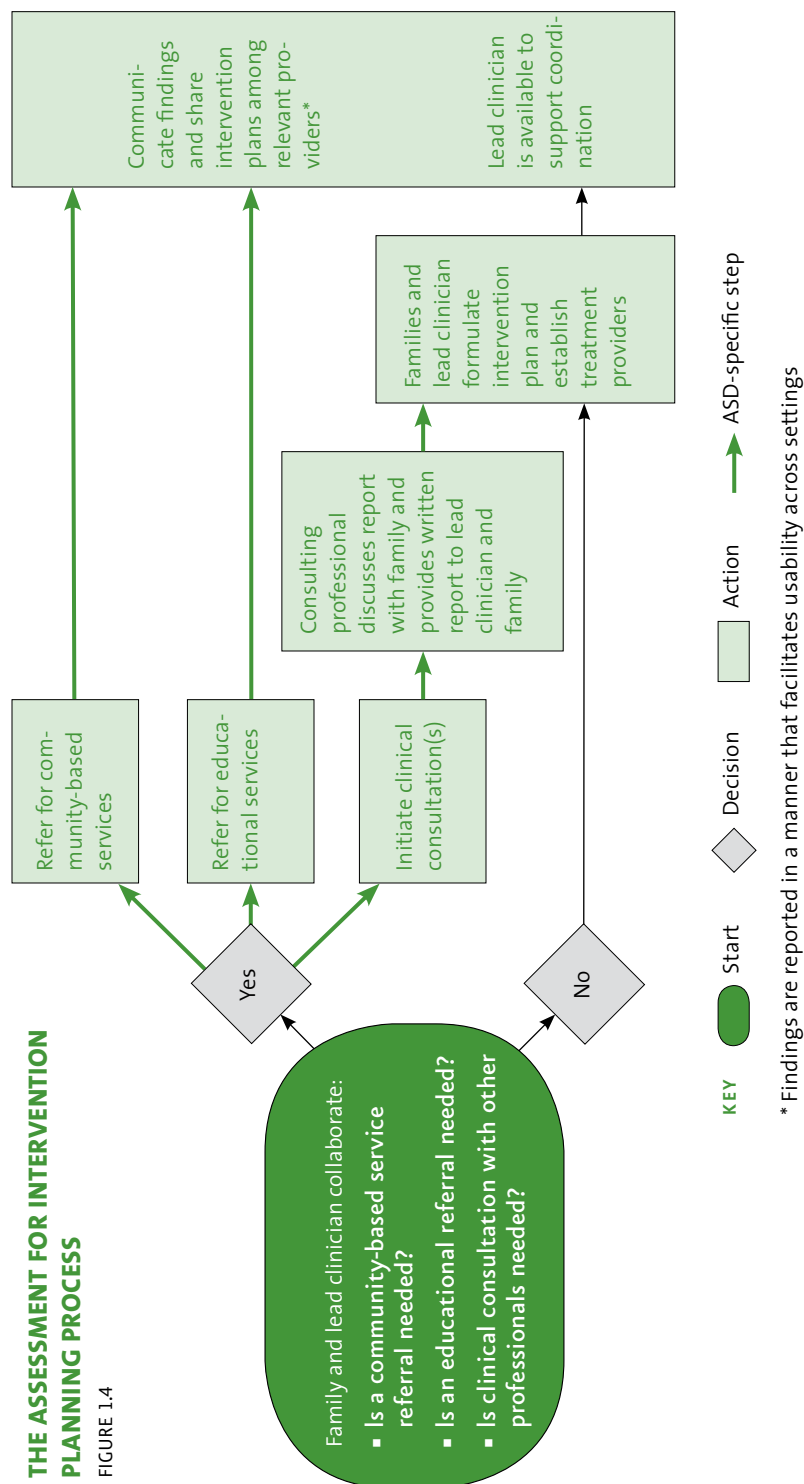 THE ASSESSMENT FOR INTERVENTION
PLANNING PROCESS
FIGURE 1.4
Family and lead clinician collaborate:
▪ Is a community-based service
referral needed?
▪ Is an educational referral needed?
▪ Is clinical consultation with other
professionals needed?
Yes
No
Refer for com-
munity-based
services
Refer for educa-
tional services
Initiate clinical
consultation(s)
Consulting
professional
discusses report
with family and
provides written
report to lead
clinician and
family
Families and
lead clinician
formulate
intervention
plan and
establish
treatment
providers
Communi-
cate findings
and share
intervention
plans among
relevant pro-
viders*
Lead clinician
is available to
support coordi-
nation
KEY
Start
Decision
Action
ASD-specific step
* Findings are reported in a manner that facilitates usability across settings